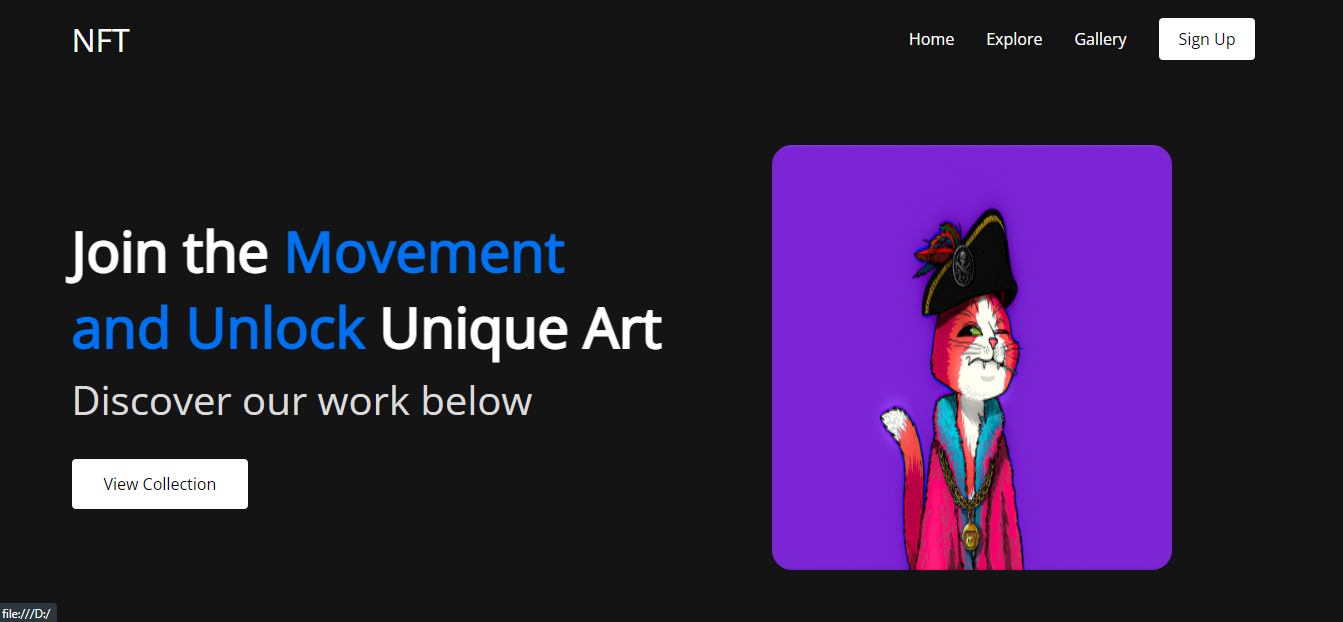 NFT
Home Explore Gallery Sign Up
Join the Movement
and Unlock Unique Art
Discover our work below
View Collection
file:///D:/